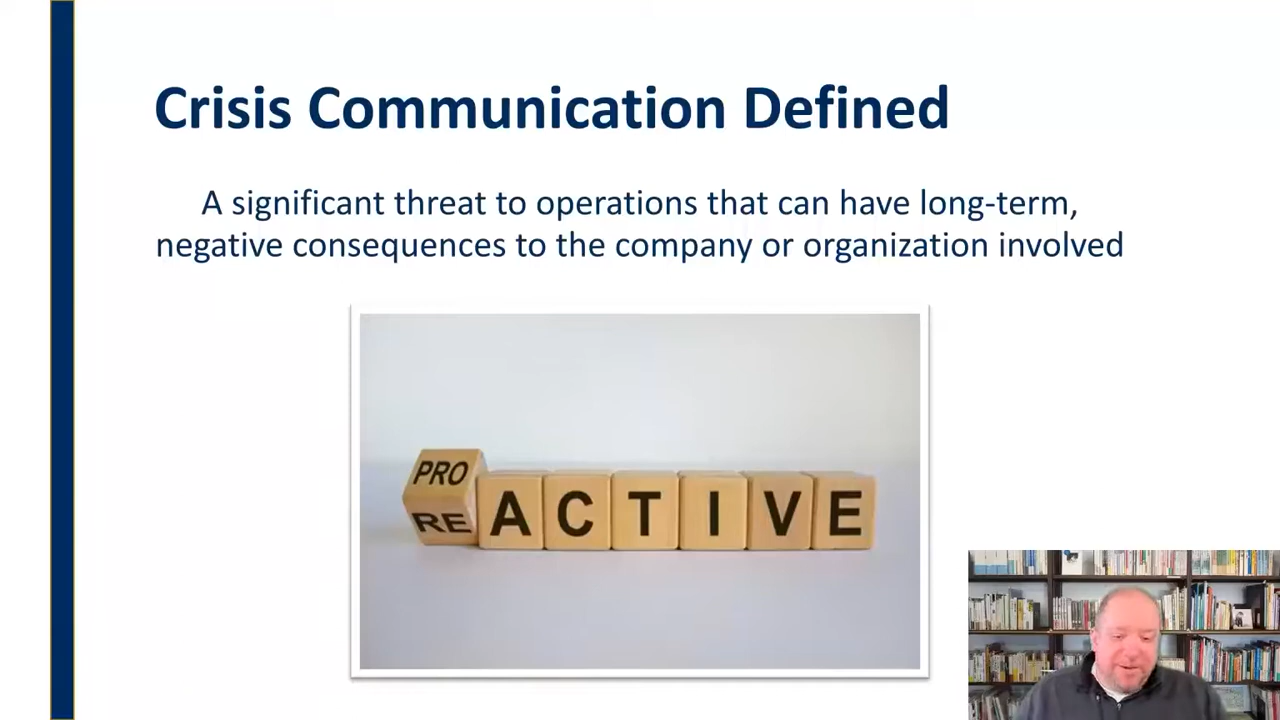 Crisis Communication Defined
A significant threat to operations that can have long-term,
negative consequences to the company or organization involved
PRO
RE ACTIVE